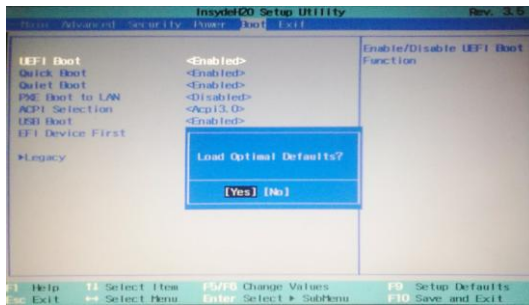 InsydeH20 Setup Utility Rev. 3.5
Main Advanced Security Power Boot Exit
Enable/Disable UEFI Boot
Function
UEFI Boot <Enabled>
Quick Boot <Enabled>
Quiet Boot <Enabled>
PXE Boot to LAN <Disabled>
ACPI Selection <Acpi3.0>
USB Boot <Enabled>
EFI Device First
▶Legacy
Load Optimal Defaults?
[Yes] [No]
F1 Help ↑↓ Select Item F5/F6 Change Values F9 Setup Defaults
Esc Exit ↔ Select Menu Enter Select ▶ SubMenu F10 Save and Exit